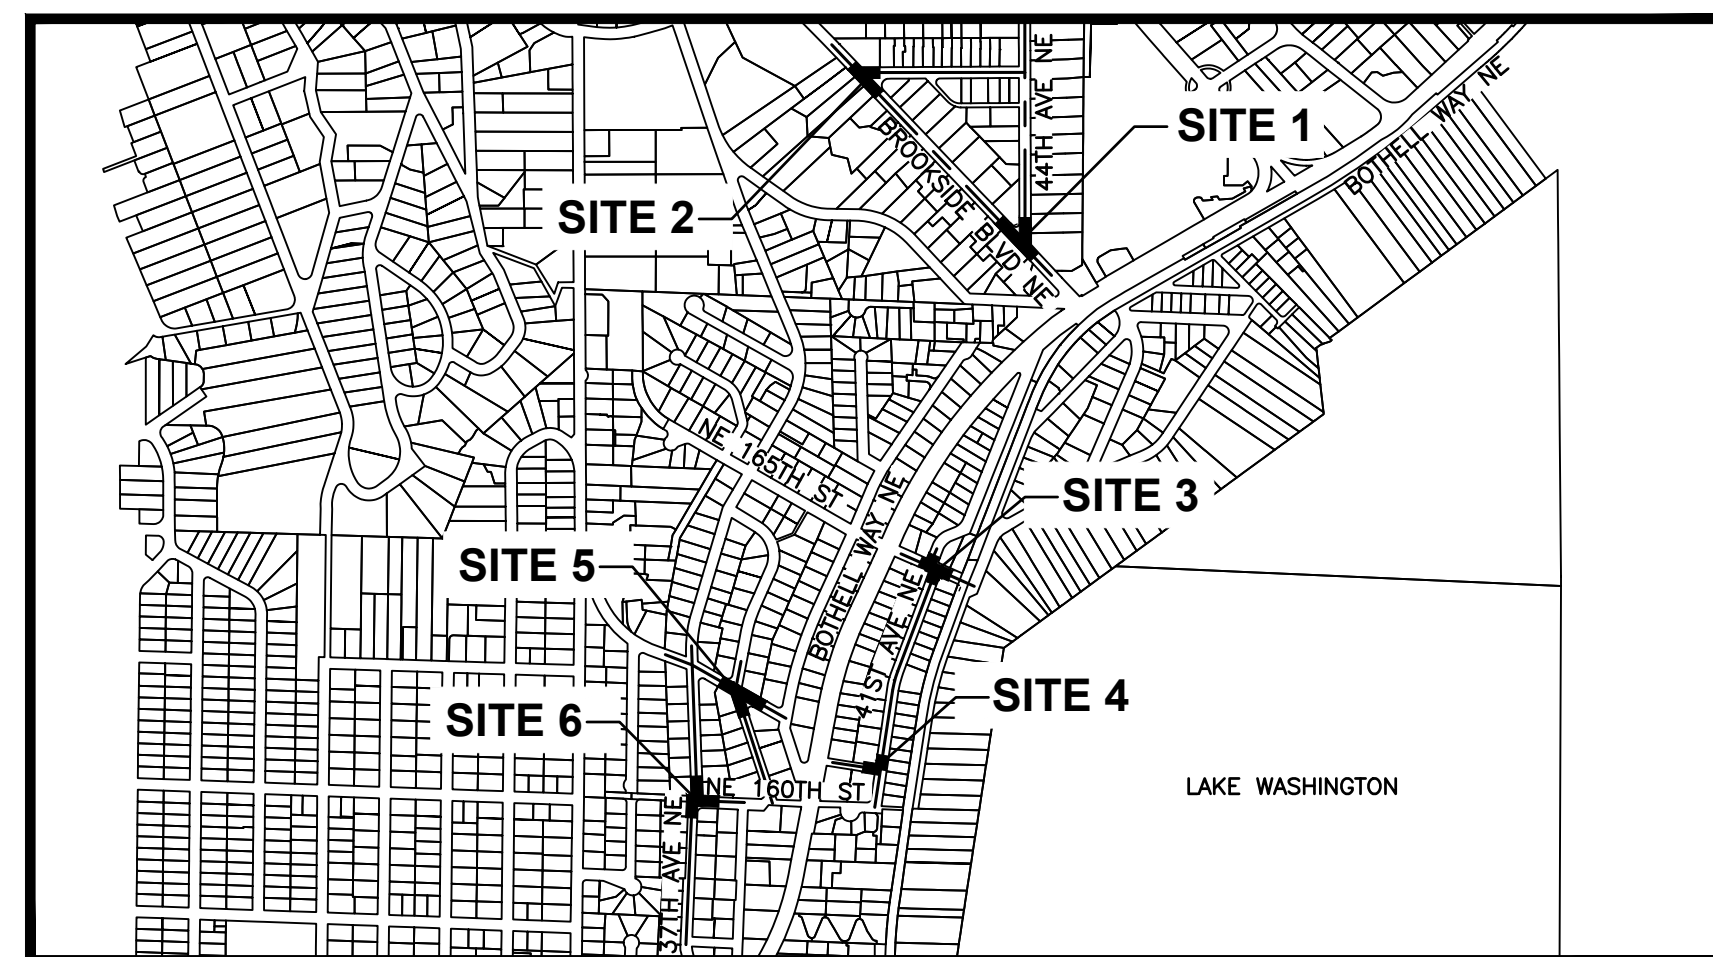 44TH AVE NE
SITE 1
BOTHELL WAY NE
BROOKSIDE BLVD NE
SITE 2
NE 165TH ST
SITE 3
BOTHELL WAY NE
SITE 5
41ST AVE NE
SITE 4
SITE 6
NE 160TH ST
LAKE WASHINGTON
37TH AVE NE